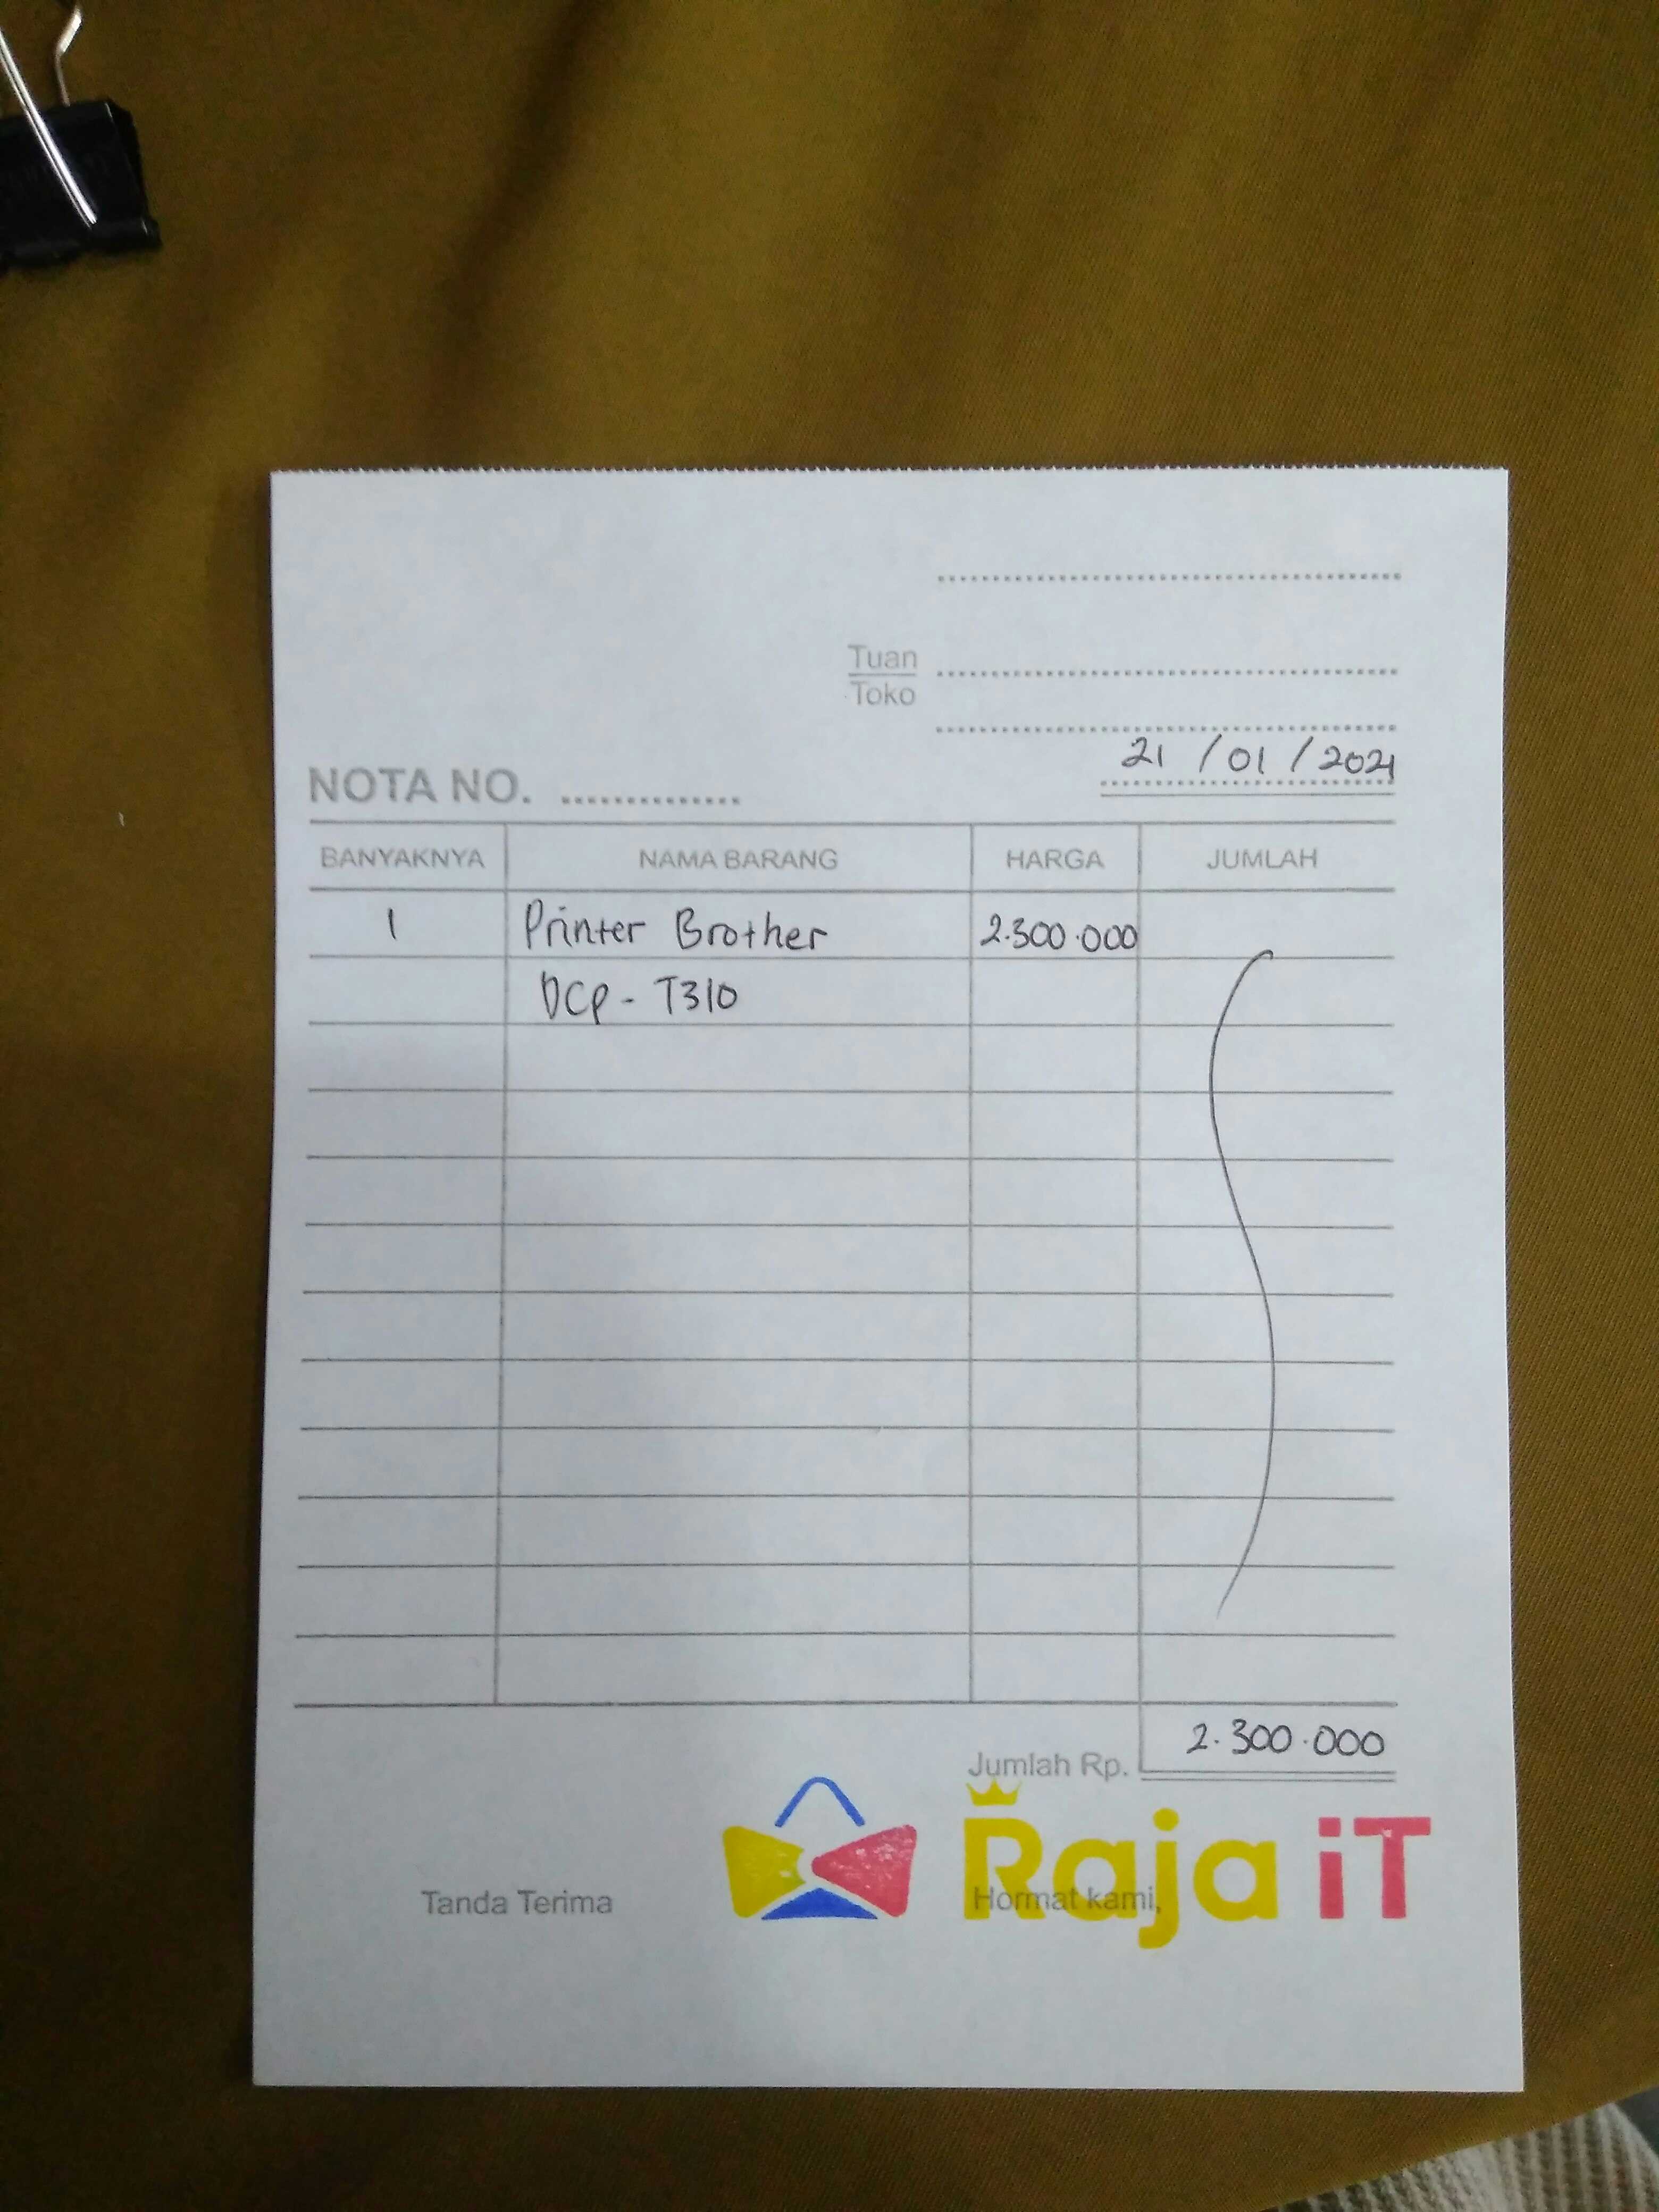 Tuan
Toko
21 / 01 / 2021
NOTA NO. ...............
BANYAKNYA NAMA BARANG HARGA JUMLAH
1 Printer Brother 2.300.000
DCP - T310
Jumlah Rp. 2.300.000
Raja iT
Tanda Terima Hormat kami,